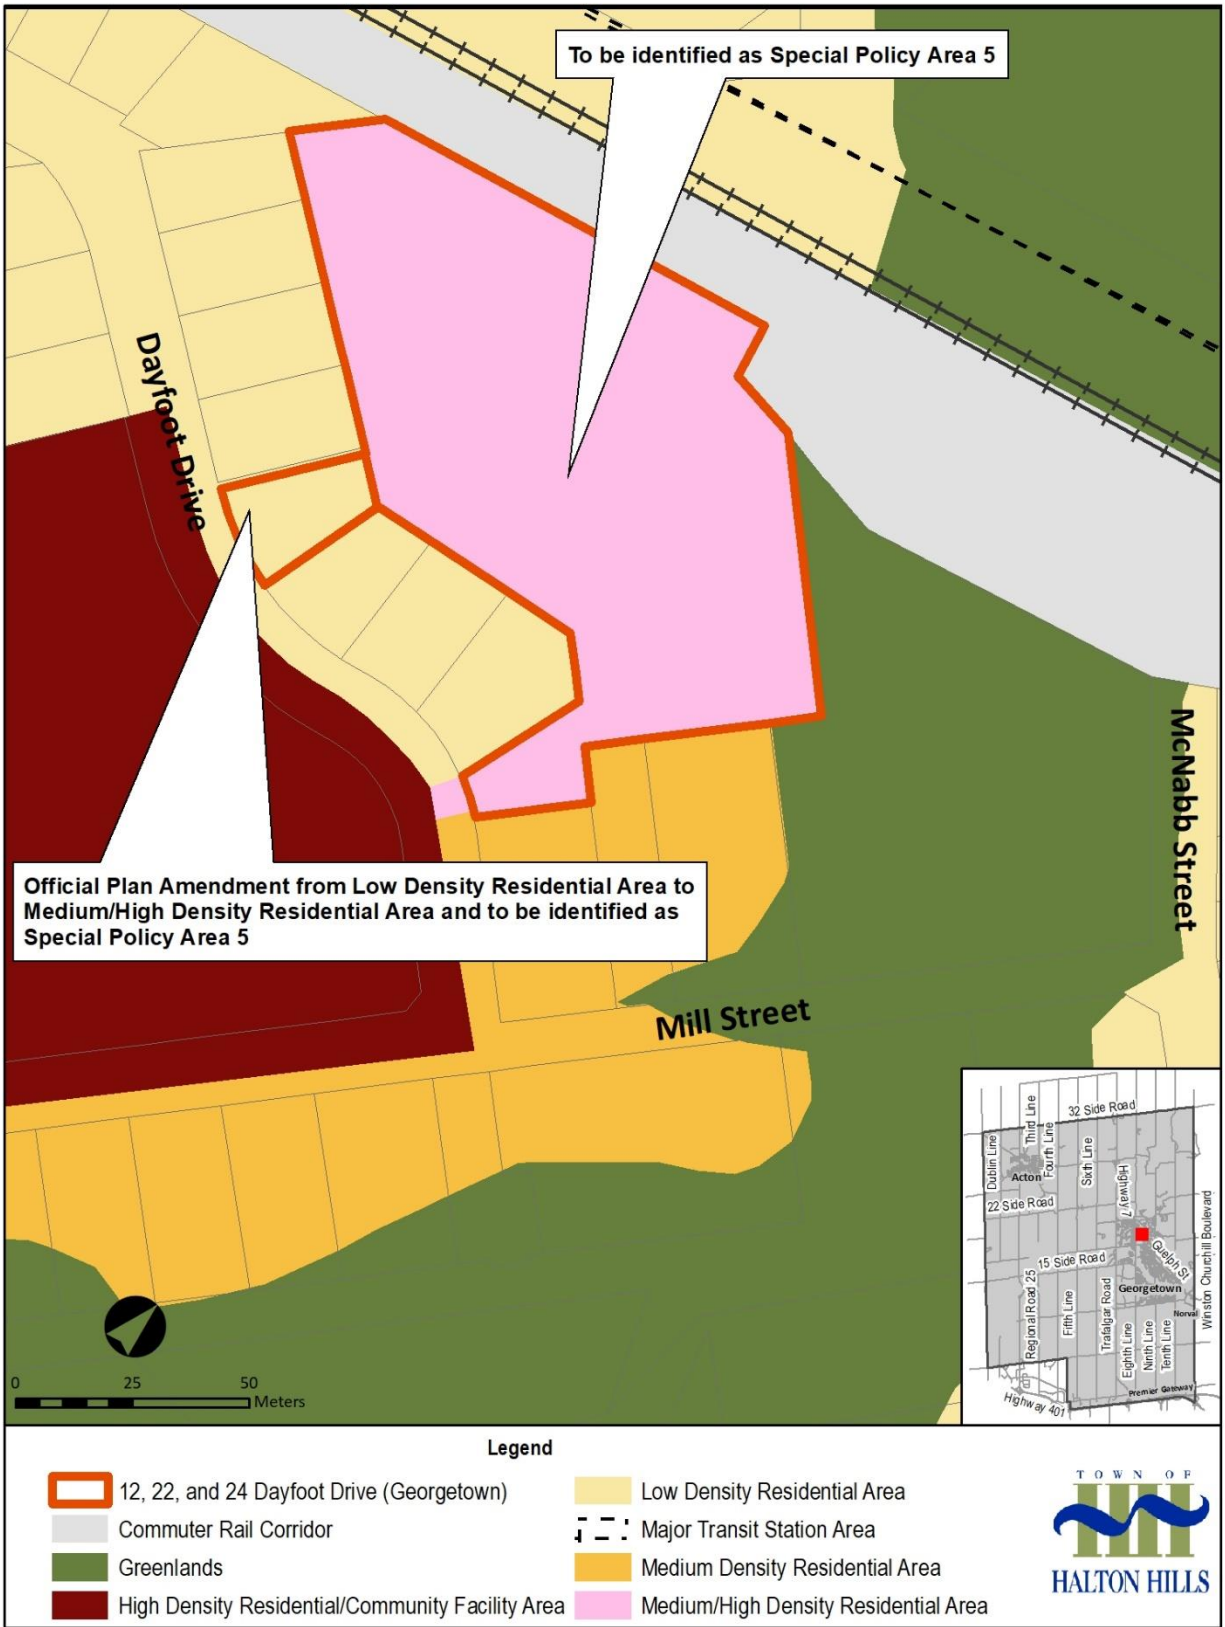 To be identified as Special Policy Area 5
Dayfoot Drive
Official Plan Amendment from Low Density Residential Area to
Medium/High Density Residential Area and to be identified as
Special Policy Area 5
McNabb Street
Mill Street
32 Side Road
Dublin Line
Third Line
Fourth Line
Acton
Sixth Line
Highway 7
22 Side Road
15 Side Road
Guelph St
Winston Churchill Boulevard
Georgetown
Norval
Regional Road 25
Fifth Line
Trafalgar Road
Eighth Line
Ninth Line
Tenth Line
Premier Gateway
Highway 401
0 25 50
Meters
Legend
12, 22, and 24 Dayfoot Drive (Georgetown)
Commuter Rail Corridor
Greenlands
High Density Residential/Community Facility Area
Low Density Residential Area
Major Transit Station Area
Medium Density Residential Area
Medium/High Density Residential Area
TOWN OF
HALTON HILLS